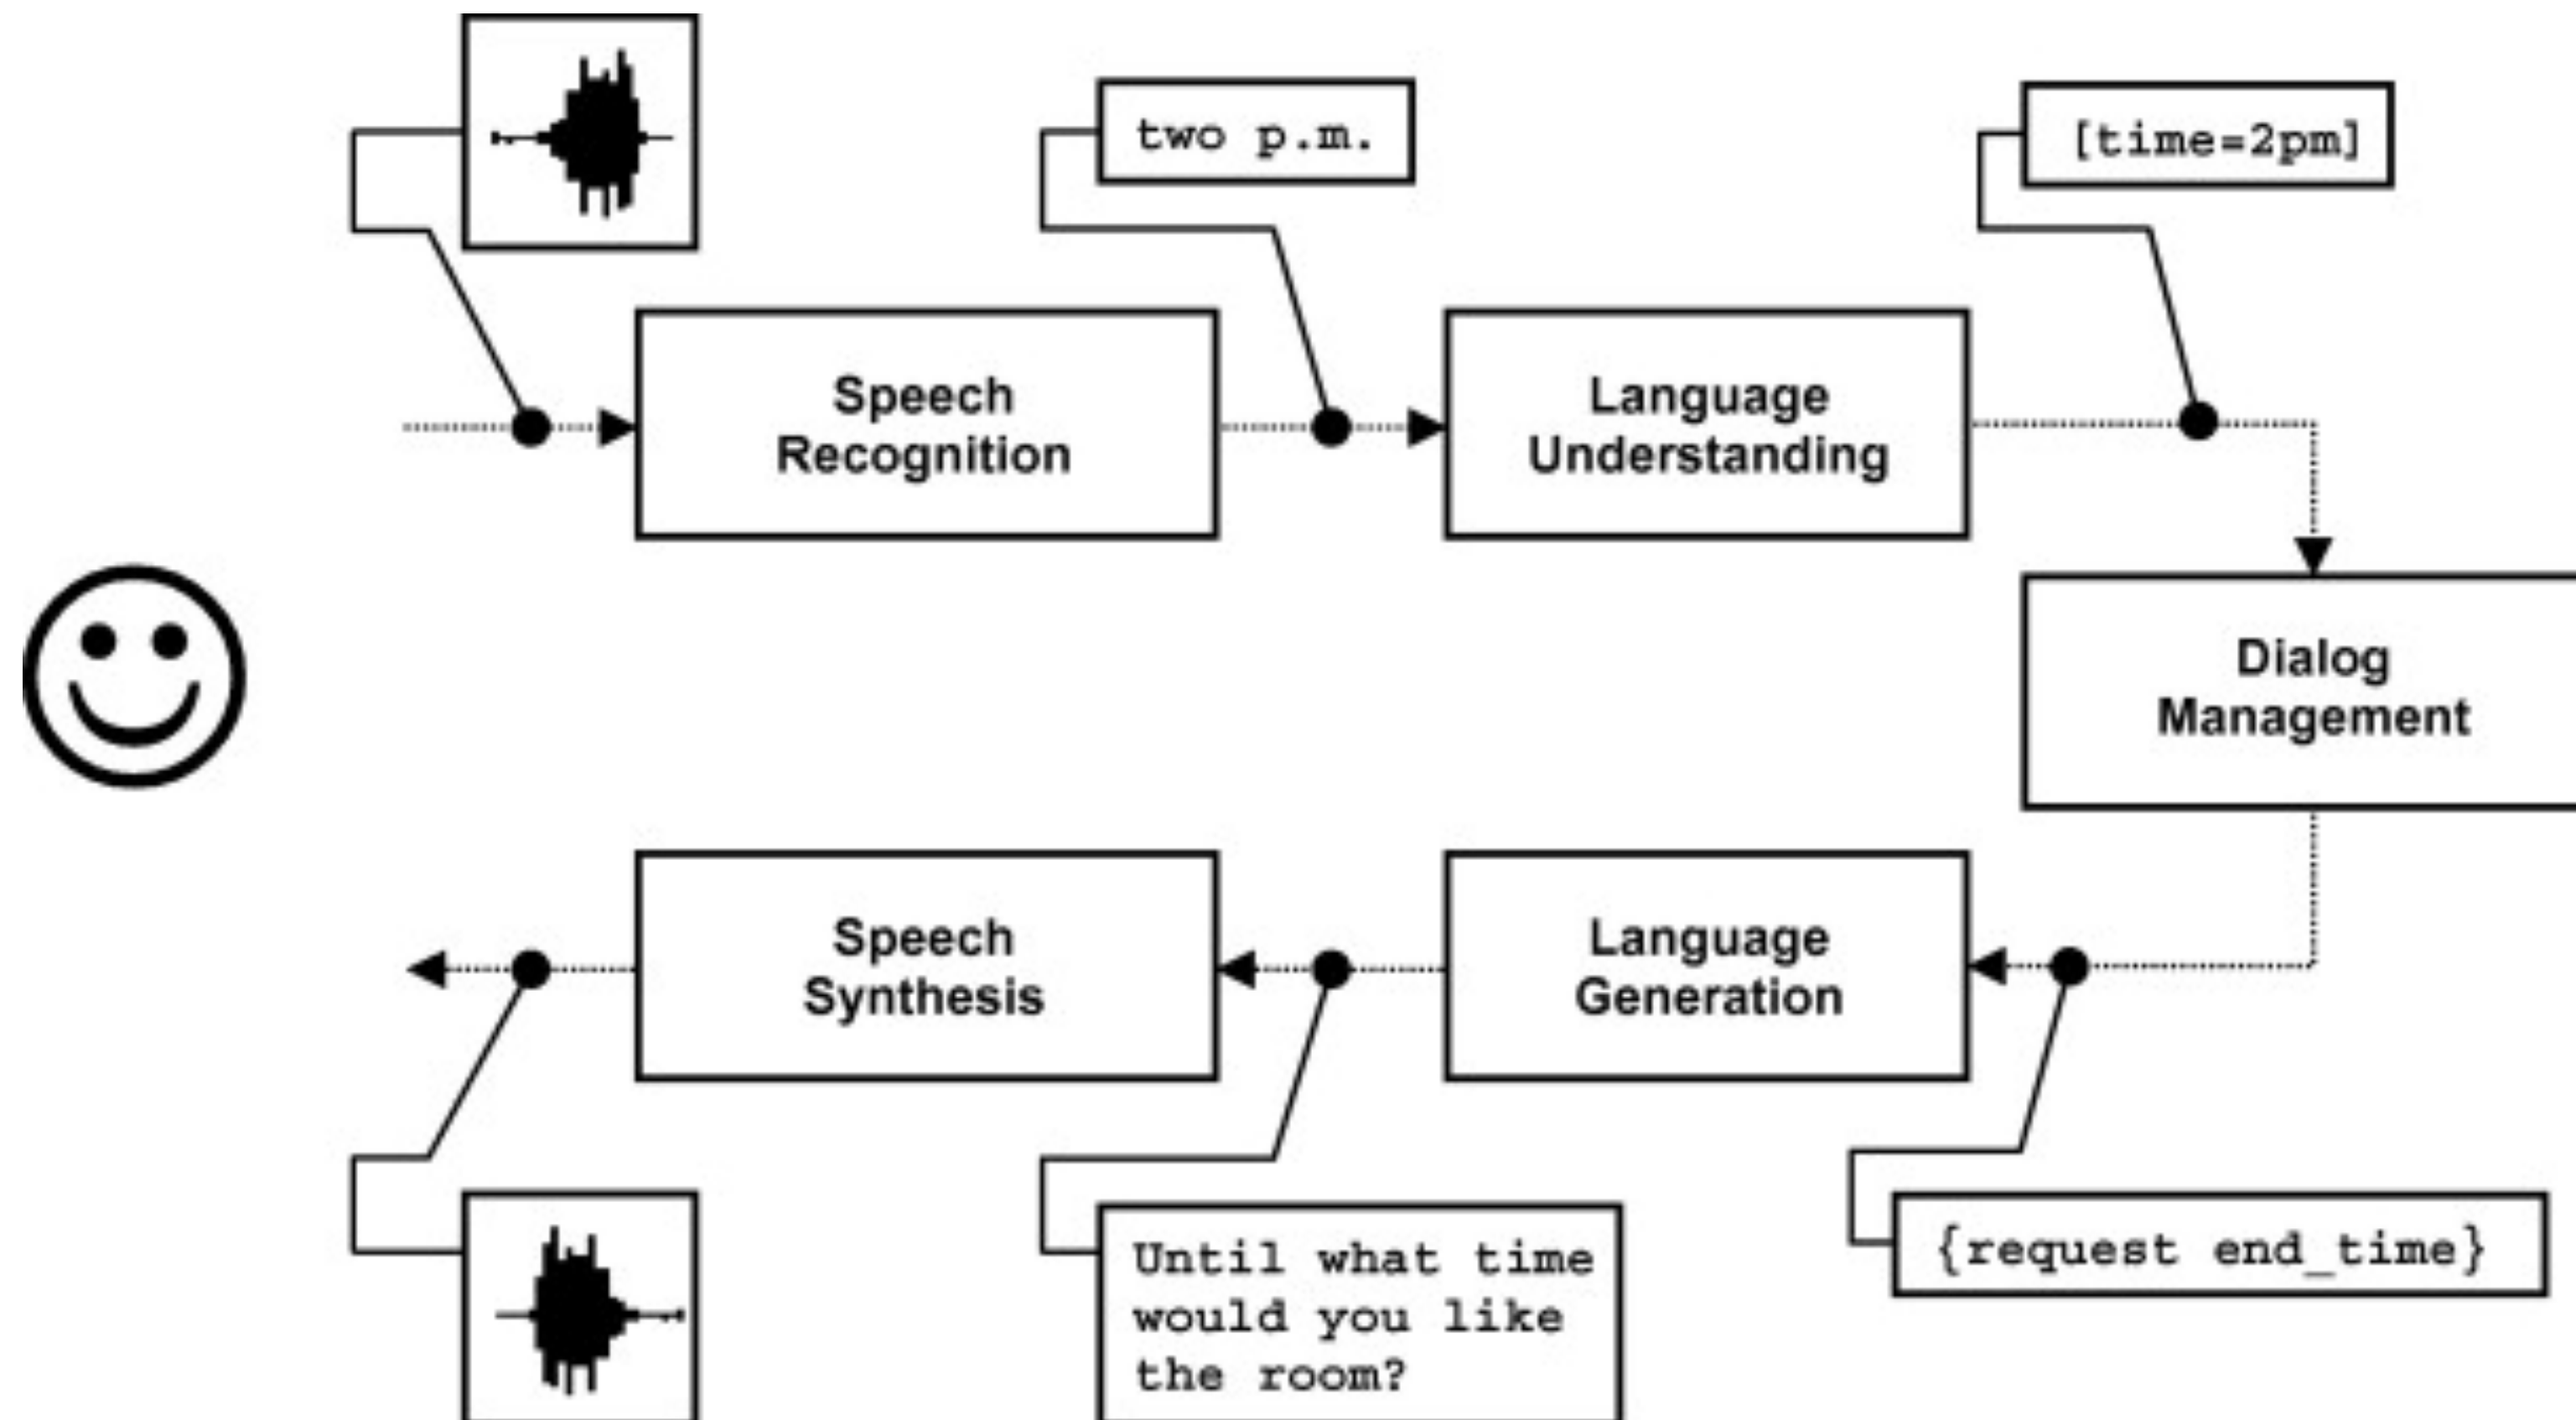 two p.m.
[time=2pm]
Speech
Recognition
Language
Understanding
Dialog
Management
Speech
Synthesis
Language
Generation
Until what time
would you like
the room?
{request end_time}